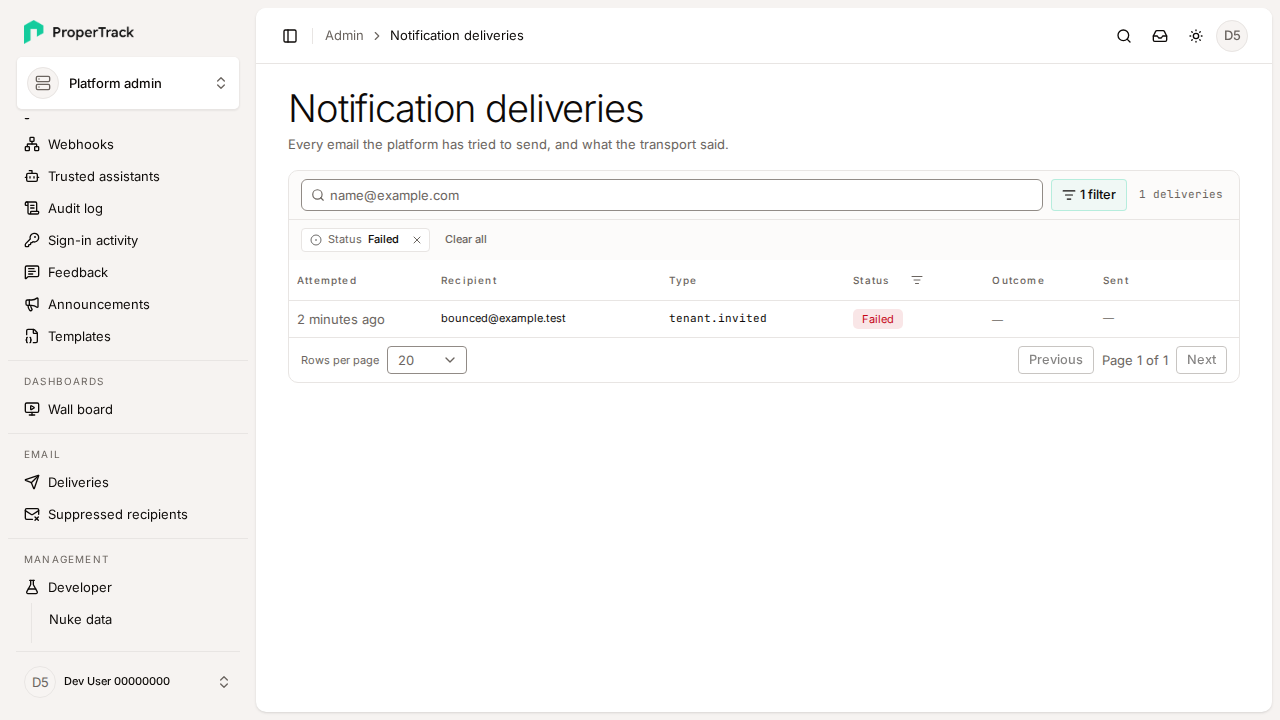 ProperTrack
Platform admin
Webhooks
Trusted assistants
Audit log
Sign-in activity
Feedback
Announcements
Templates
DASHBOARDS
Wall board
EMAIL
Deliveries
Suppressed recipients
MANAGEMENT
Developer
Nuke data
D5 Dev User 00000000
Admin Notification deliveries D5
Notification deliveries
Every email the platform has tried to send, and what the transport said.
name@example.com 1 filter 1 deliveries
Status Failed Clear all
Attempted Recipient Type Status Outcome Sent
2 minutes ago bounced@example.test tenant.invited Failed — —
Rows per page 20 Previous Page 1 of 1 Next